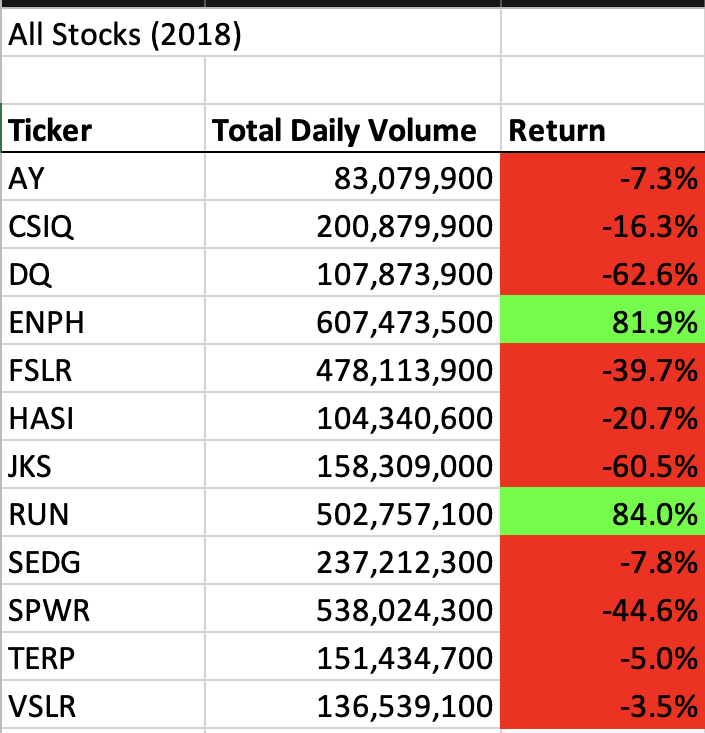 All Stocks (2018)
Ticker Total Daily Volume Return
AY 83,079,900 -7.3%
CSIQ 200,879,900 -16.3%
DQ 107,873,900 -62.6%
ENPH 607,473,500 81.9%
FSLR 478,113,900 -39.7%
HASI 104,340,600 -20.7%
JKS 158,309,000 -60.5%
RUN 502,757,100 84.0%
SEDG 237,212,300 -7.8%
SPWR 538,024,300 -44.6%
TERP 151,434,700 -5.0%
VSLR 136,539,100 -3.5%